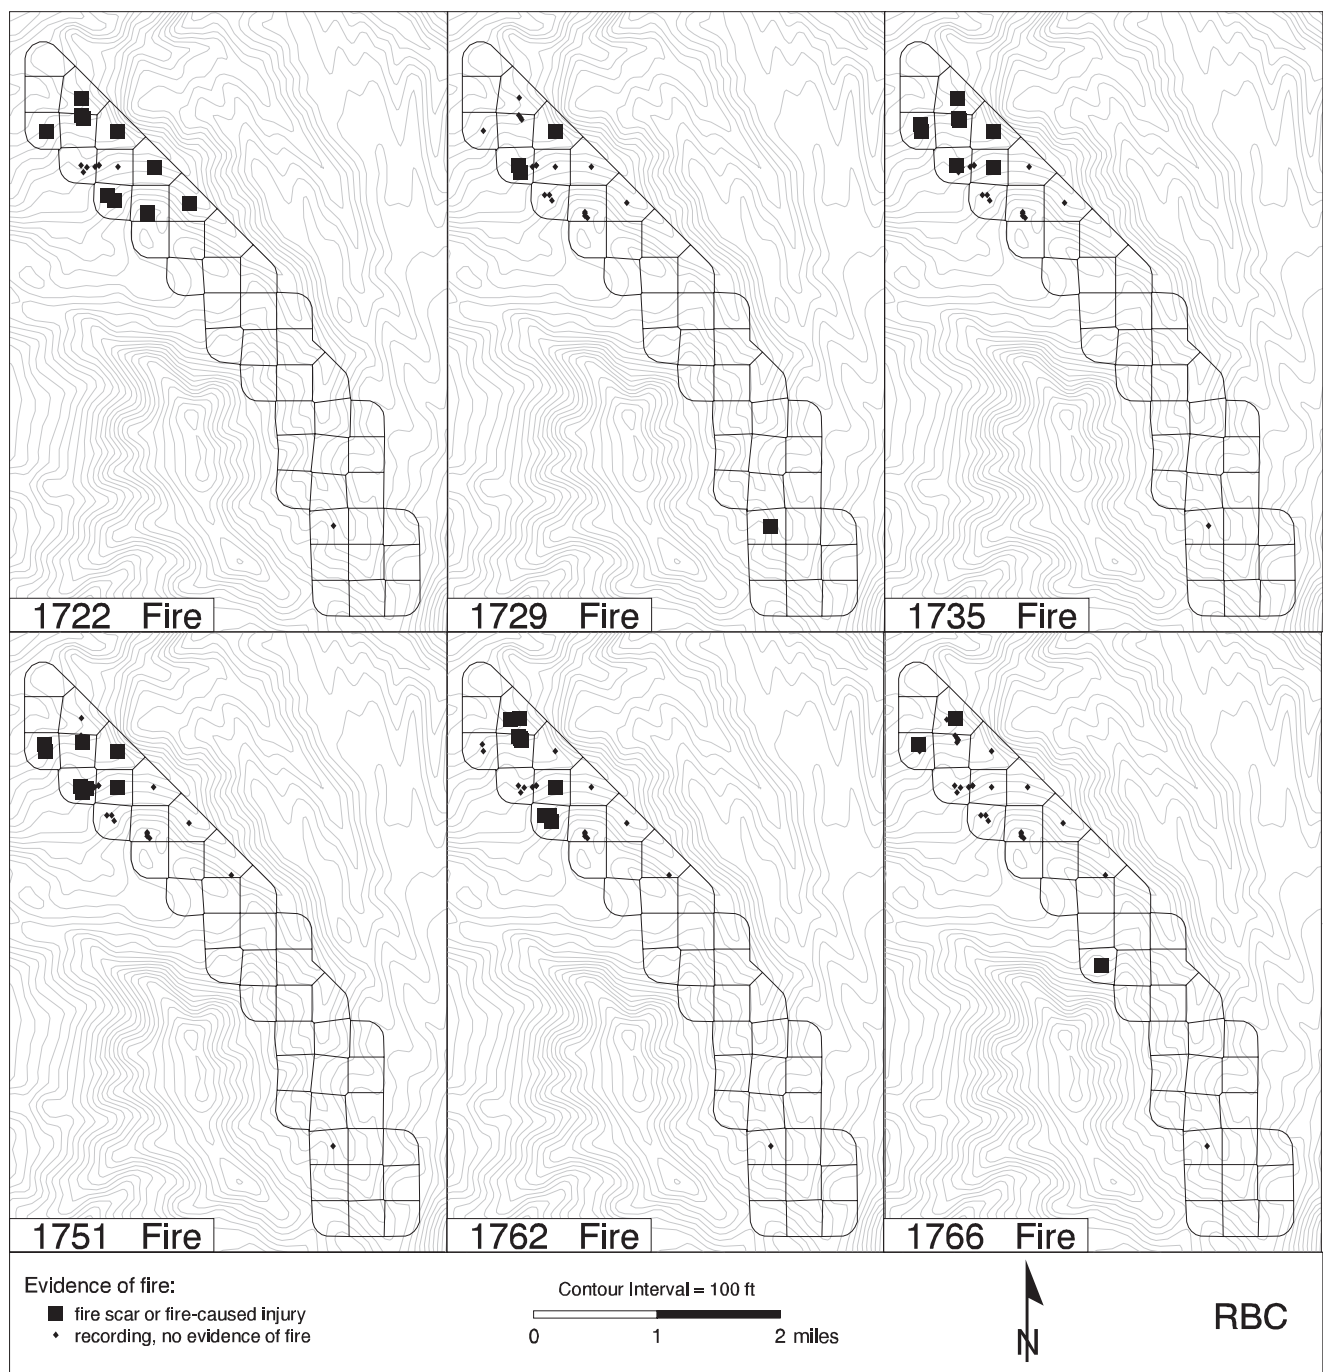 1722 Fire
1729 Fire
1735 Fire
1751 Fire
1762 Fire
1766 Fire
Evidence of fire:
fire scar or fire-caused injury
recording, no evidence of fire
Contour Interval = 100 ft
0 1 2 miles
N
RBC